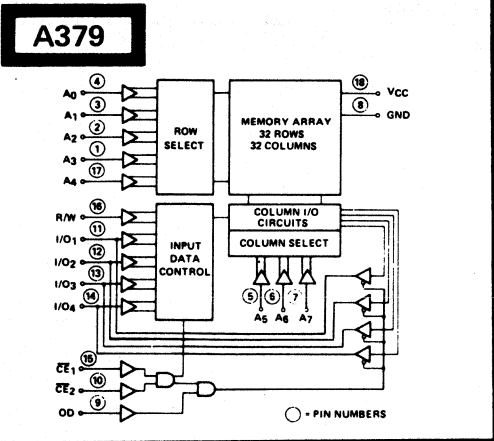 A379
4
A0
3
A1
2
A2
1
A3
17
A4
ROW
SELECT
MEMORY ARRAY
32 ROWS
32 COLUMNS
18
VCC
8
GND
16
R/W
11
I/O1
12
I/O2
13
I/O3
14
I/O4
INPUT
DATA
CONTROL
COLUMN I/O
CIRCUITS
COLUMN SELECT
5
6
7
A5
A6
A7
15
CE1
10
CE2
9
OD
= PIN NUMBERS